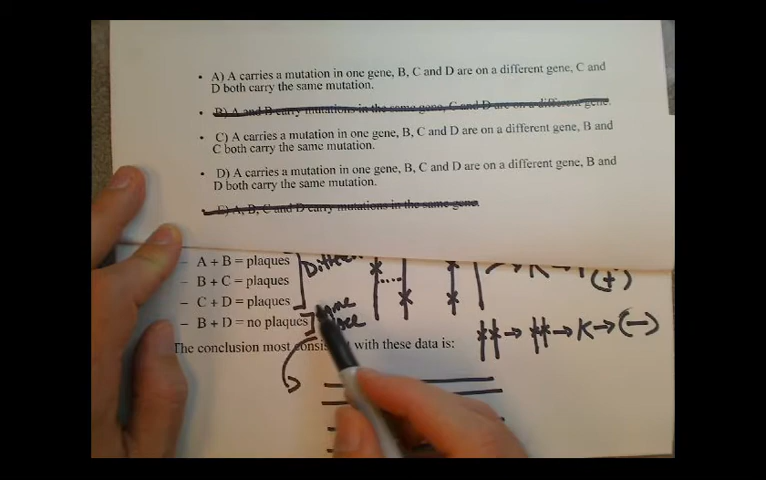 • A) A carries a mutation in one gene, B, C and D are on a different gene, C and
D both carry the same mutation.
• B) A and B carry mutations in the same gene, C and D are on a different gene.
• C) A carries a mutation in one gene, B, C and D are on a different gene, B and
C both carry the same mutation.
• D) A carries a mutation in one gene, B, C and D are on a different gene, B and
D both carry the same mutation.
• E) A, B, C and D carry mutations in the same gene.
– A + B = plaques
– B + C = plaques
– C + D = plaques
– B + D = no plaques
The conclusion most consis with these data is:
K → (–)
(+)